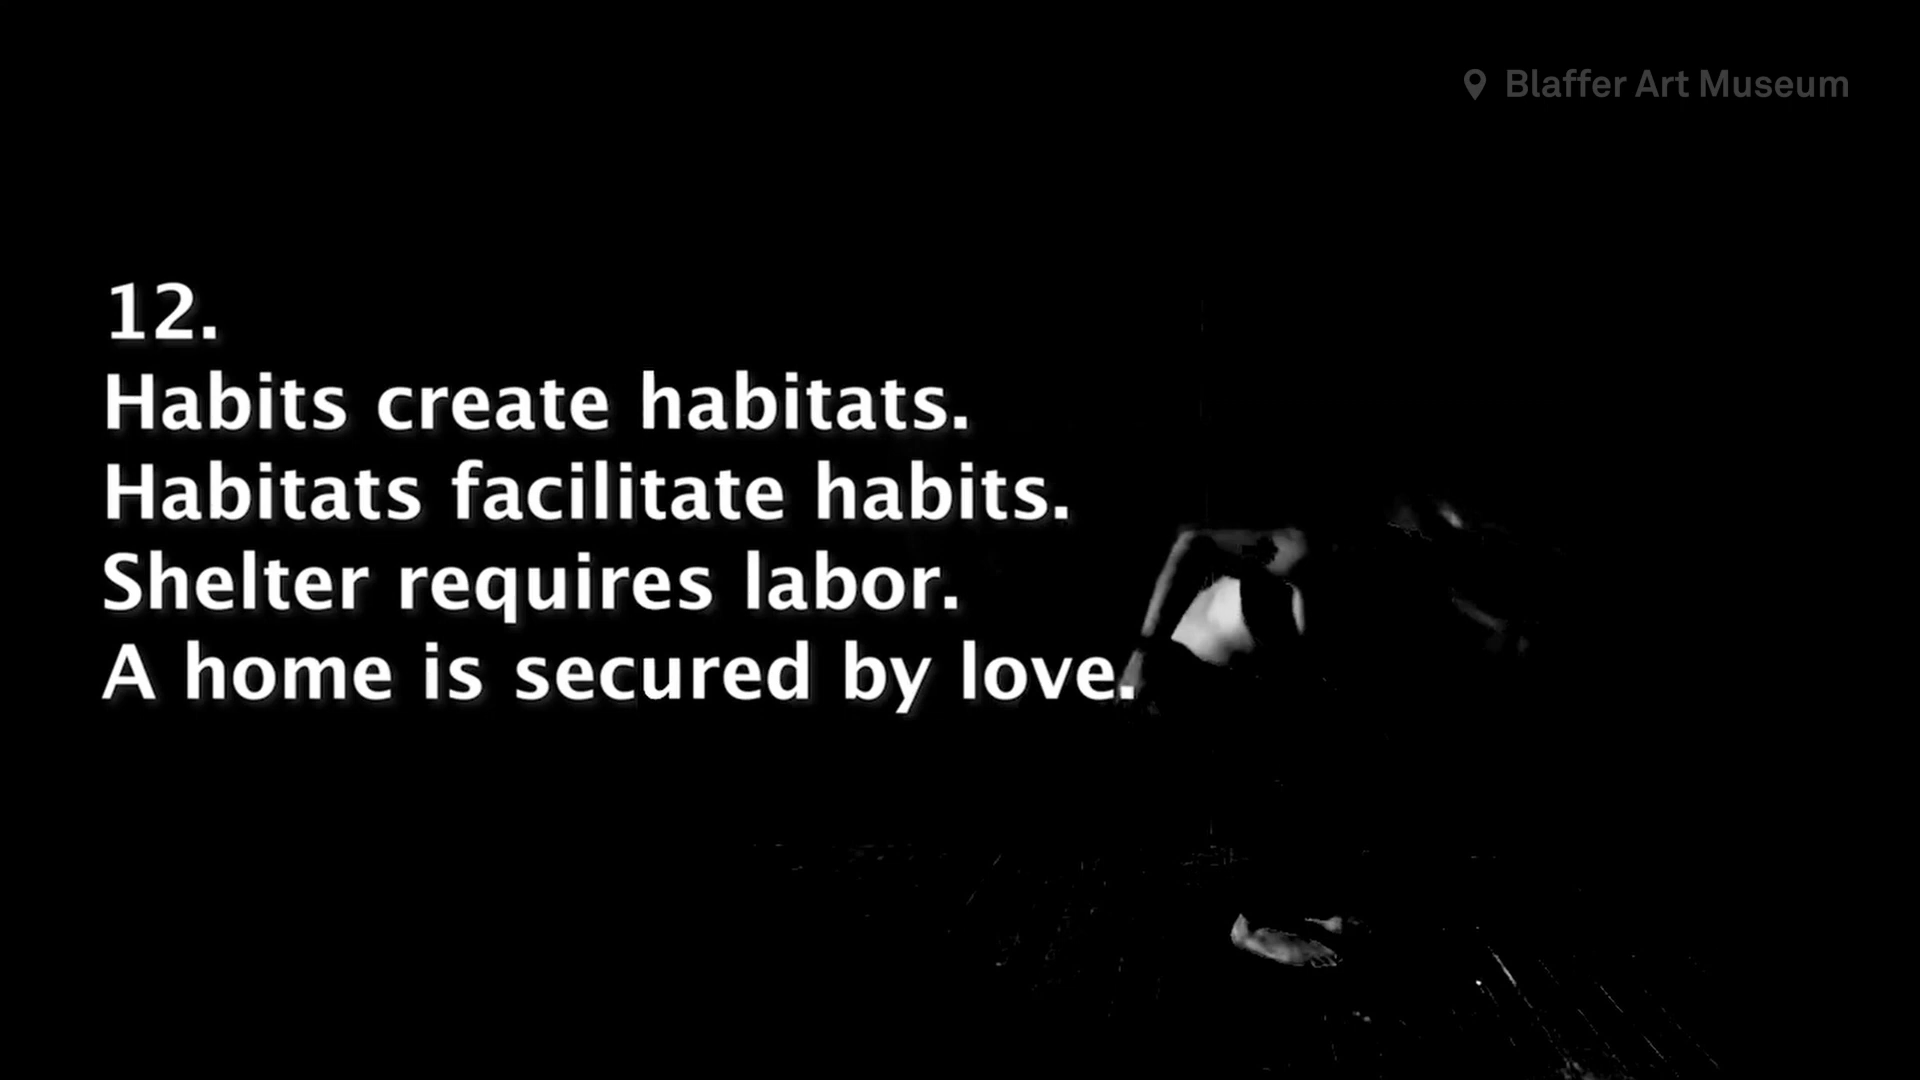 Blaffer Art Museum
12.
Habits create habitats.
Habitats facilitate habits.
Shelter requires labor.
A home is secured by love.